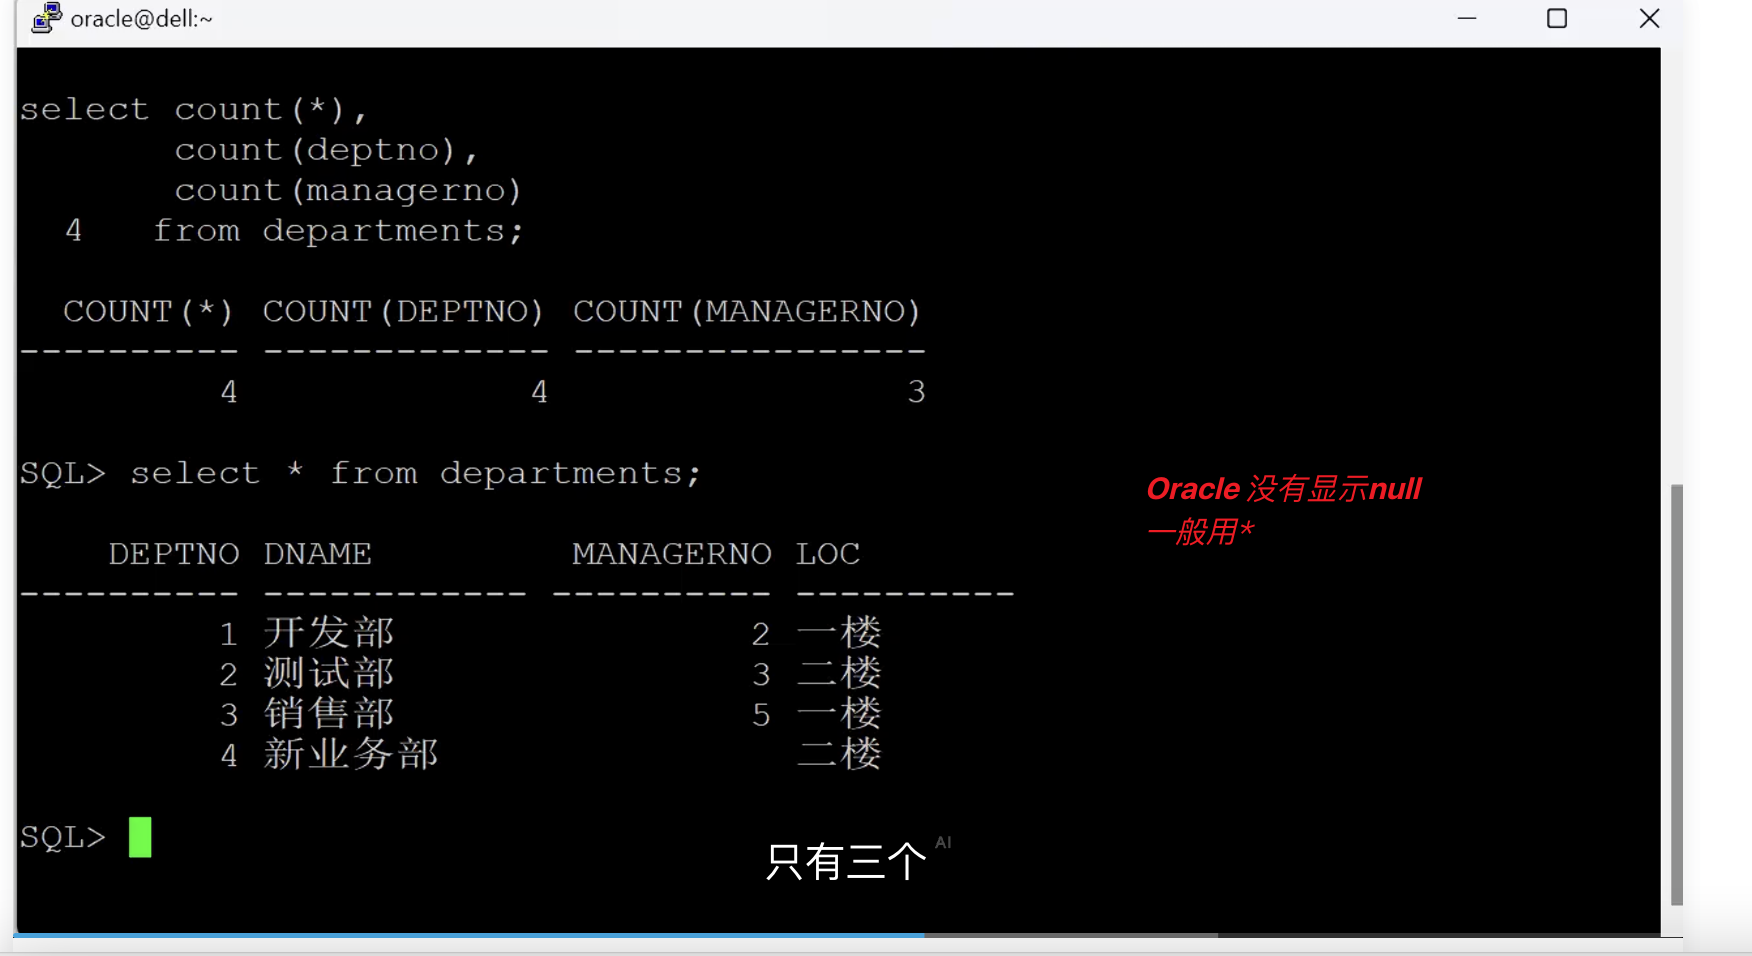 oracle@dell:~
select count(*),
       count(deptno),
       count(managerno)
  4   from departments;
  COUNT(*) COUNT(DEPTNO) COUNT(MANAGERNO)
---------- ------------- ----------------
         4             4                3
SQL> select * from departments;
Oracle 没有显示null
一般用*
    DEPTNO DNAME         MANAGERNO LOC
---------- ------------ ---------- ----------
         1 开发部                2 一楼
         2 测试部                3 二楼
         3 销售部                5 一楼
         4 新业务部                二楼
SQL>
只有三个 AI